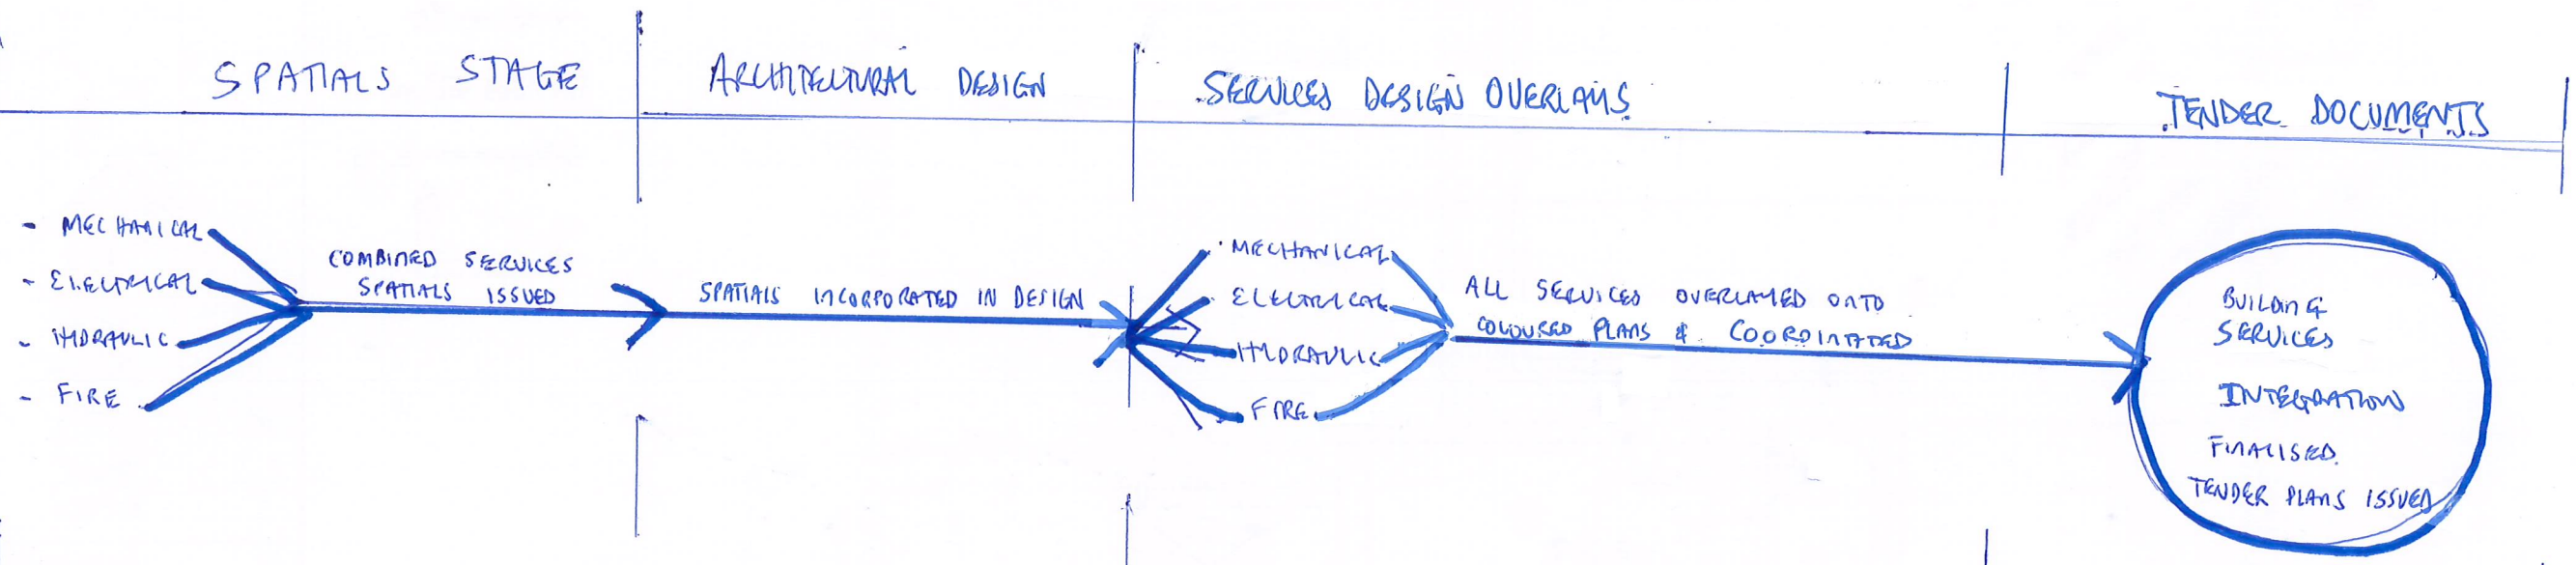 SPATIALS STAGE
ARCHITECTURAL DESIGN
SERVICES DESIGN OVERLAYS
TENDER DOCUMENTS
- MECHANICAL
- ELECTRICAL
- HYDRAULIC
- FIRE
COMBINED SERVICES
SPATIALS ISSUED
SPATIALS INCORPORATED IN DESIGN
MECHANICAL
ELECTRICAL
HYDRAULIC
FIRE
ALL SERVICES OVERLAYED ONTO
COLOURED PLANS & COORDINATED
BUILDING
SERVICES
INTEGRATION
FINALISED
TENDER PLANS ISSUED